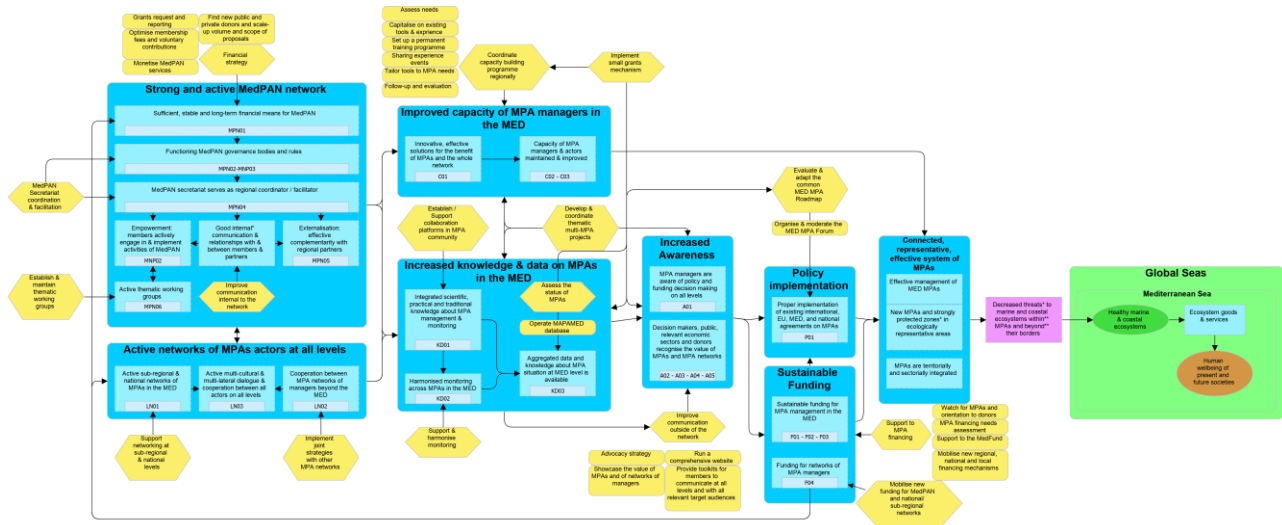 Grants request and
reporting
Optimise membership
fees and voluntary
contributions
Monetise MedPAN
services
Find new public and
private donors and scale-
up volume and scope of
proposals
Financial
strategy
Strong and active MedPAN network
Sufficient, stable and long-term financial means for MedPAN
MPN01
Functioning MedPAN governance bodies and rules
MPN02-MNP03
MedPAN secretariat serves as regional coordinator / facilitator
MPN04
Empowerment:
members actively
engage in & implement
activities of MedPAN
MNP02
Good internal*
communication &
relationships with &
between members &
partners
Externalisation:
effective
complementarity with
regional partners
MPN05
Active thematic working
groups
MPN06
Improve
communication
internal to the
network
MedPAN
Secretariat
coordination
& facilitation
Establish &
maintain
thematic
working
groups
Active networks of MPAs actors at all levels
Active sub-regional &
national networks of
MPAs in the MED
LN01
Active multi-cultural &
multi-lateral dialogue &
cooperation between all
actors on all levels
LN03
Cooperation between
MPA networks of
managers beyond the
MED
LN02
Support
networking at
sub-regional
& national
levels
Implement
joint
strategies
with other
MPA networks
Assess needs
Capitalise on existing
tools & exprience
Set up a permanent
training programme
Sharing experience
events
Tailor tools to MPA needs
Follow-up and evaluation
Coordinate
capacity building
programme
regionally
Implement
small grants
mechanism
Improved capacity of MPA managers in
the MED
Innovative, effective
solutions for the benefit
of MPAs and the whole
network
C01
Capacity of MPA
managers & actors
maintained & improved
C02 - C03
Establish /
Support
collaboration
platforms in MPA
community
Develop &
coordinate
thematic
multi-MPA
projects
Increased knowledge & data on MPAs
in the MED
Integrated scientific,
practical and traditional
knowledge about MPA
management &
monitoring
KD01
Harmonised monitoring
across MPAs in the MED
KD02
Assess the
status of
MPAs
Operate MAPAMED
database
Aggregated data and
knowledge about MPA
situation at MED level is
available
KD03
Support &
harmonise
monitoring
Increased
Awareness
MPA managers are
aware of policy and
funding decision making
on all levels
A01
Decision makers, public,
relevant economic
sectors and donors
recognise the value of
MPAs and MPA networks
A02 - A03 - A04 - A05
Improve
communication
outside of the
network
Advocacy strategy
Showcase the value of
MPAs and of networks of
managers
Run a
comprehensive website
Provide toolkits for
members to
communicate at all
levels and with all
relevant target audiences
Evaluate &
adapt the
common
MED MPA
Roadmap
Organise & moderate the
MED MPA Forum
Policy
implementation
Proper implementation
of existing international,
EU, MED, and national
agreements on MPAs
P01
Sustainable
Funding
Sustainable funding for
MPA management in the
MED
F01 - F02 - F03
Funding for networks of
MPA managers
F04
Support to
MPA
financing
Watch for MPAs and
orientation to donors
MPA financing needs
assessment
Support to the MedFund
Mobilise new regional,
national and local
financing mechanisms
Mobilise new
funding for MedPAN
and national/
sub-regional
networks
Connected,
representative,
effective system of
MPAs
Effective management of
MED MPAs
New MPAs and strongly
protected zones* in
ecologically
representative areas
MPAs are territorially
and sectorially integrated
Decreased threats* to
marine and coastal
ecosystems within**
MPAs and beyond**
their borders
Global Seas
Mediterranean Sea
Healthy marine
& coastal
ecosystems
Ecosystem goods
& services
Human
wellbeing of
present and
future societies